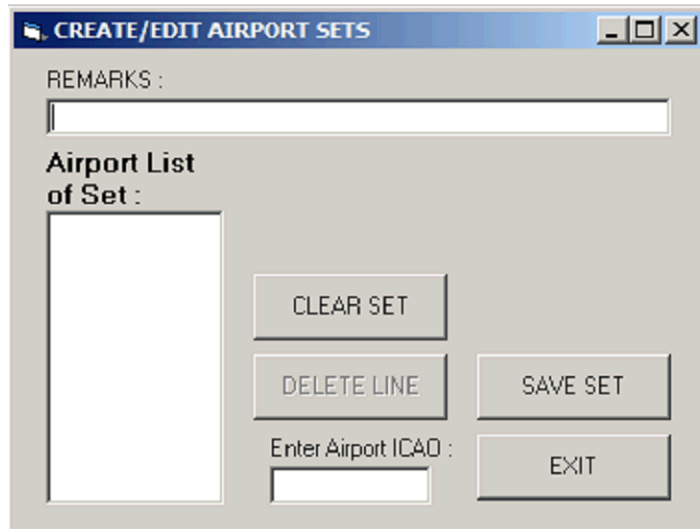 CREATE/EDIT AIRPORT SETS
REMARKS :
Airport List
of Set :
CLEAR SET
DELETE LINE
SAVE SET
Enter Airport ICAO :
EXIT